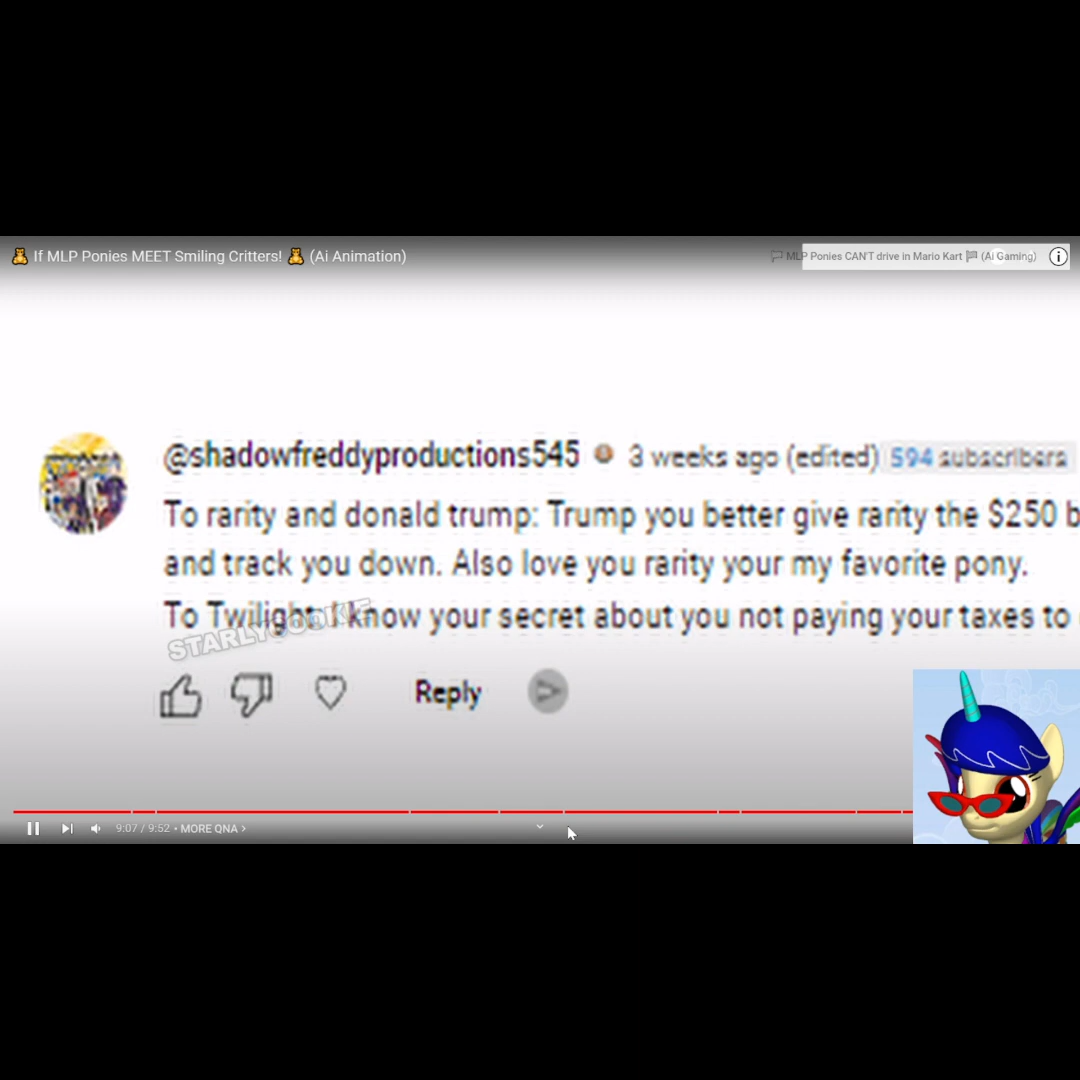 If MLP Ponies MEET Smiling Critters! (Ai Animation)
MLP Ponies CAN'T drive in Mario Kart (Ai Gaming)
@shadowfreddyproductions545 3 weeks ago (edited) 594 subscribers
To rarity and donald trump: Trump you better give rarity the $250 b
and track you down. Also love you rarity your my favorite pony.
To Twilight. I know your secret about you not paying your taxes to
STARLYCOOKIE
Reply
9:07 / 9:52 • MORE QNA >